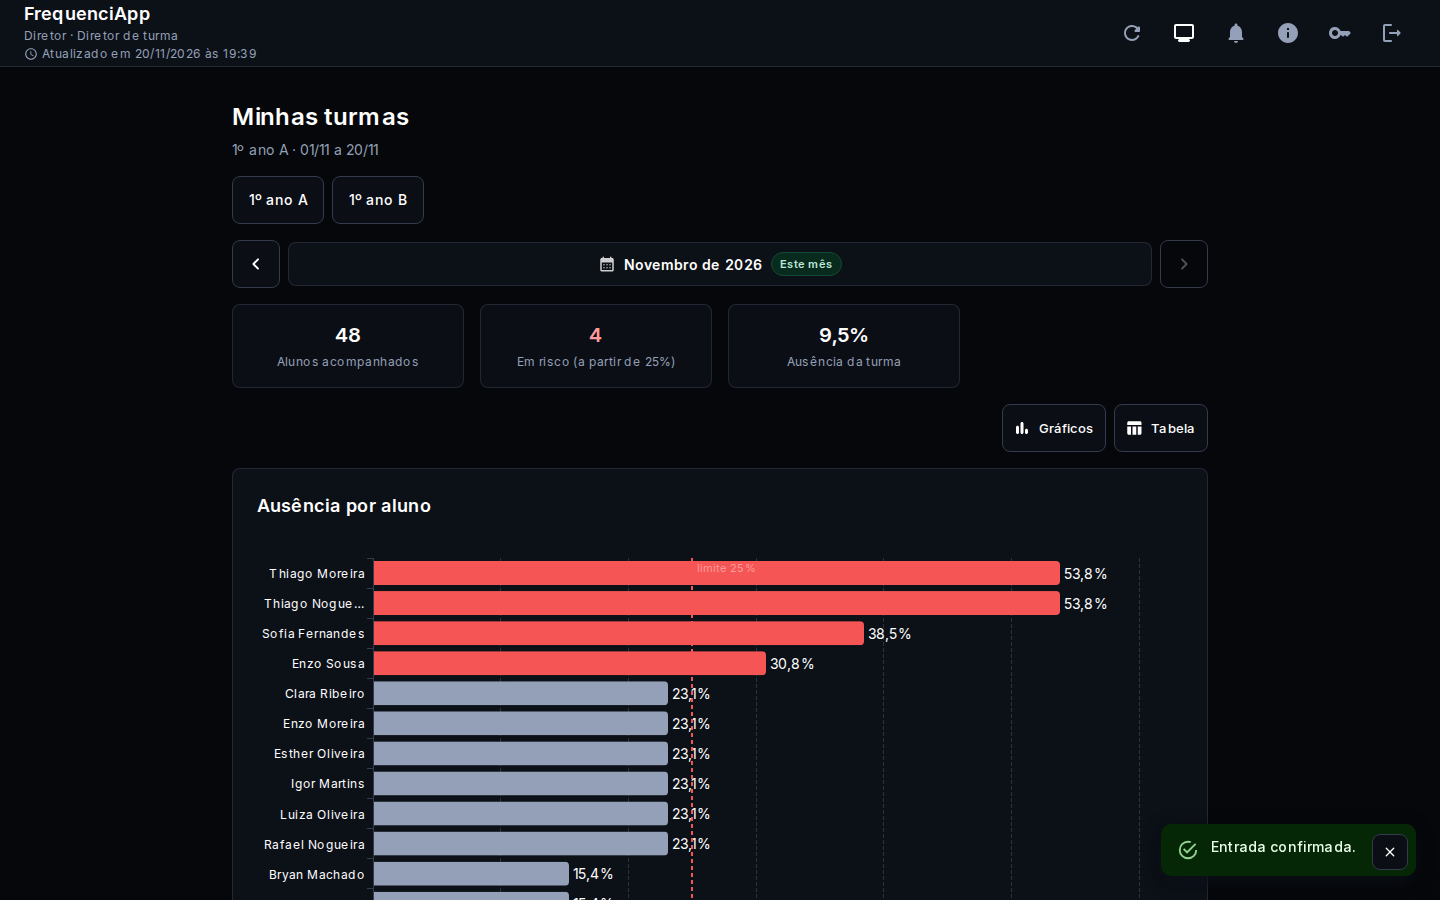 FrequenciApp
Diretor · Diretor de turma
Atualizado em 20/11/2026 às 19:39
Minhas turmas
1º ano A · 01/11 a 20/11
1º ano A
1º ano B
Novembro de 2026
Este mês
48
Alunos acompanhados
4
Em risco (a partir de 25%)
9,5%
Ausência da turma
Gráficos
Tabela
Ausência por aluno
limite 25%
Thiago Moreira 53,8%
Thiago Nogue... 53,8%
Sofia Fernandes 38,5%
Enzo Sousa 30,8%
Clara Ribeiro 23,1%
Enzo Moreira 23,1%
Esther Oliveira 23,1%
Igor Martins 23,1%
Luiza Oliveira 23,1%
Rafael Nogueira 23,1%
Bryan Machado 15,4%
Entrada confirmada.